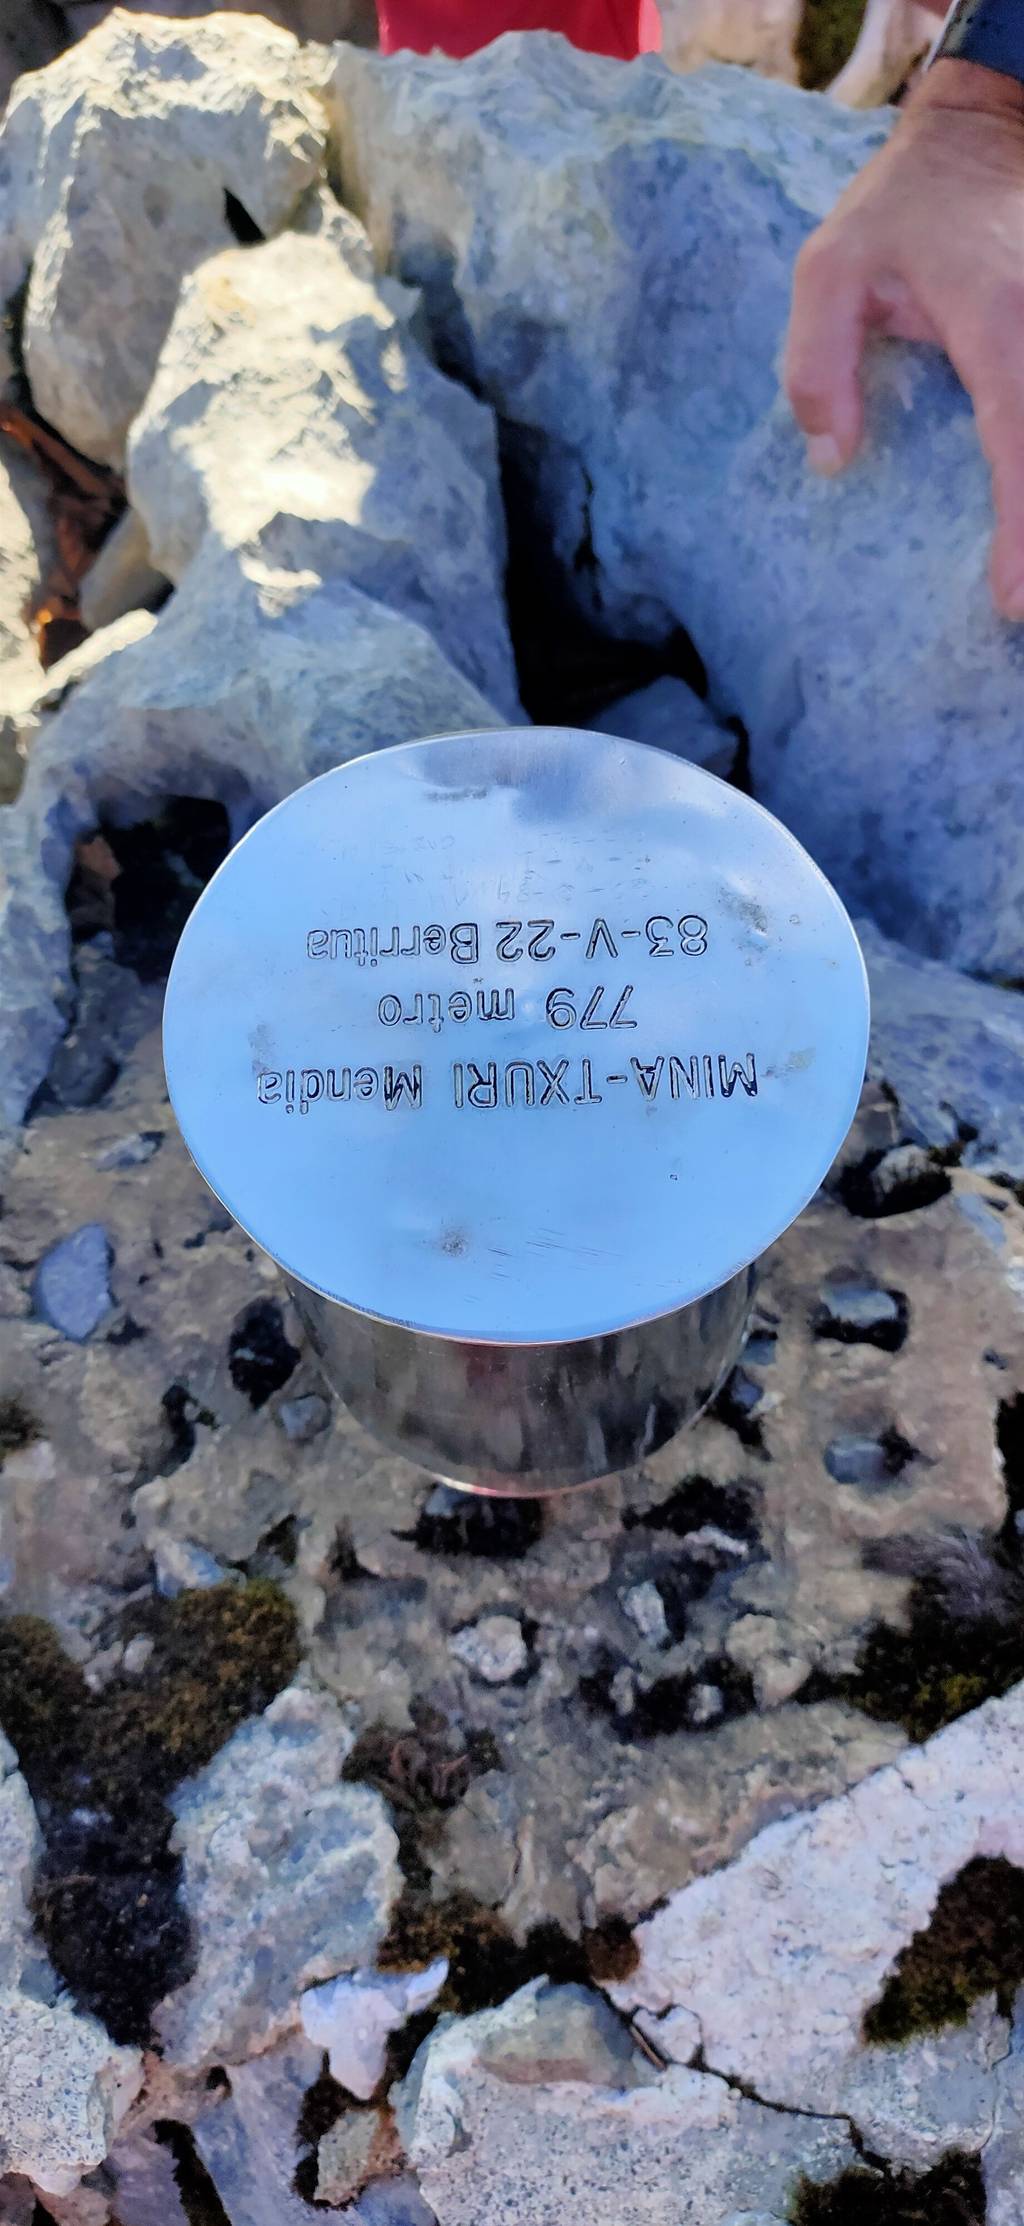 MINA-TXURI Mendia
779 metro
83-V-22 Berritua